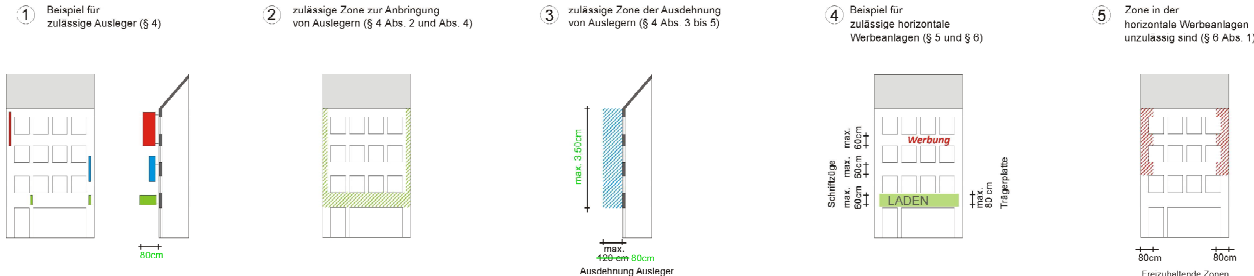 1 Beispiel für
zulässige Ausleger (§ 4)
2 zulässige Zone zur Anbringung
von Auslegern (§ 4 Abs. 2 und Abs. 4)
3 zulässige Zone der Ausdehnung
von Auslegern (§ 4 Abs. 3 bis 5)
4 Beispiel für
zulässige horizontale
Werbeanlagen (§ 5 und § 6)
5 Zone in der
horizontale Werbeanlagen
unzulässig sind (§ 6 Abs. 1)
80cm
max. 3.50cm
max.
120 cm 80cm
Ausdehnung Ausleger
Schriftzüge
max.
60cm
max.
60cm
max.
60cm
Werbung
LADEN
max.
80 cm
Trägerplatte
80cm
80cm
Freizuhaltende Zonen